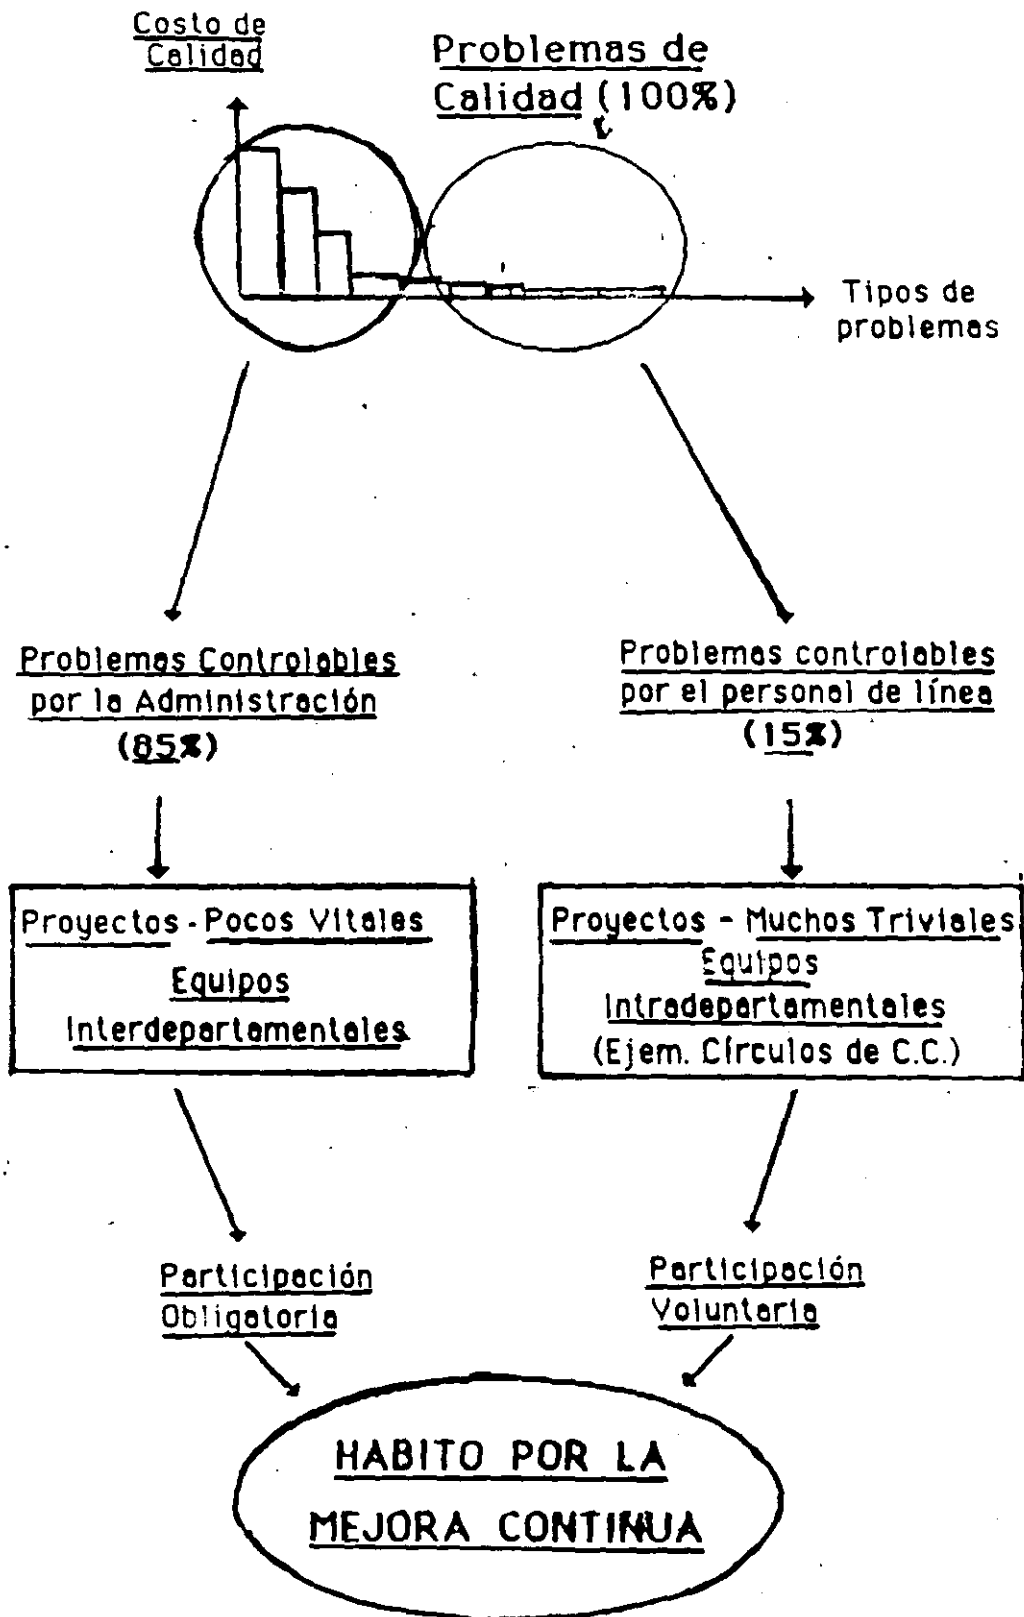 Costo de
Calidad
Problemas de
Calidad (100%)
Tipos de
problemas
Problemas Controlables
por la Administración
(85%)
Problemas controlables
por el personal de línea
(15%)
Proyectos - Pocos Vitales
Equipos
Interdepartamentales
Proyectos - Muchos Triviales
Equipos
Intradepartamentales
(Ejem. Círculos de C.C.)
Participación
Obligatoria
Participación
Voluntaria
HABITO POR LA
MEJORA CONTINUA